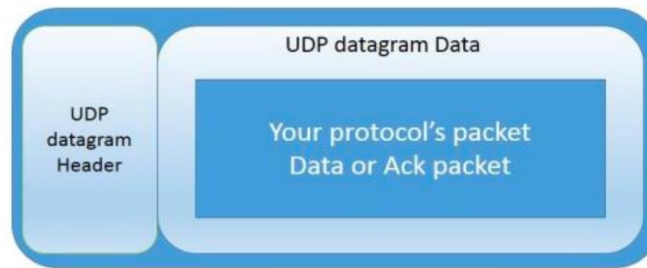 UDP
datagram
Header
UDP datagram Data
Your protocol's packet
Data or Ack packet